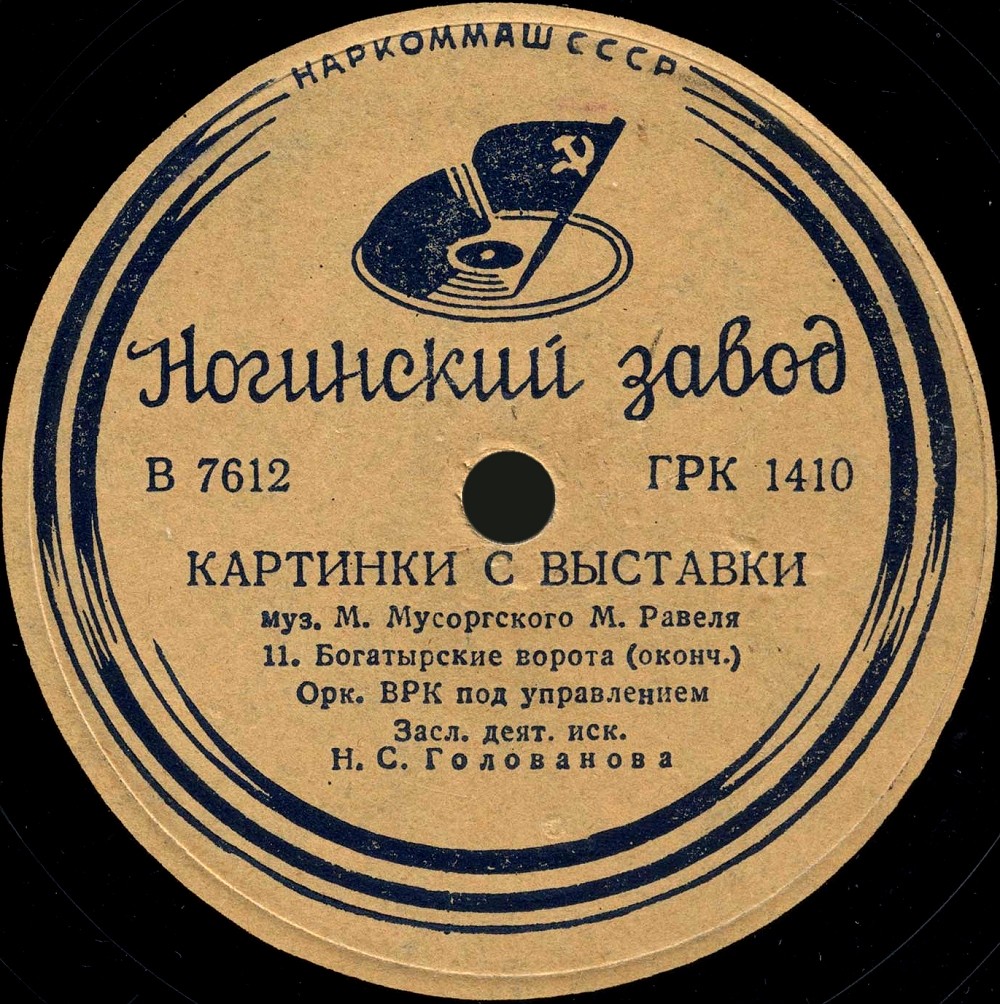 НАРКОММАШ СССР
Ногинский завод
В 7612 ГРК 1410
КАРТИНКИ С ВЫСТАВКИ
муз. М. Мусоргского М. Равеля
11. Богатырские ворота (оконч.)
Орк. ВРК под управлением
Засл. деят. иск.
Н. С. Голованова